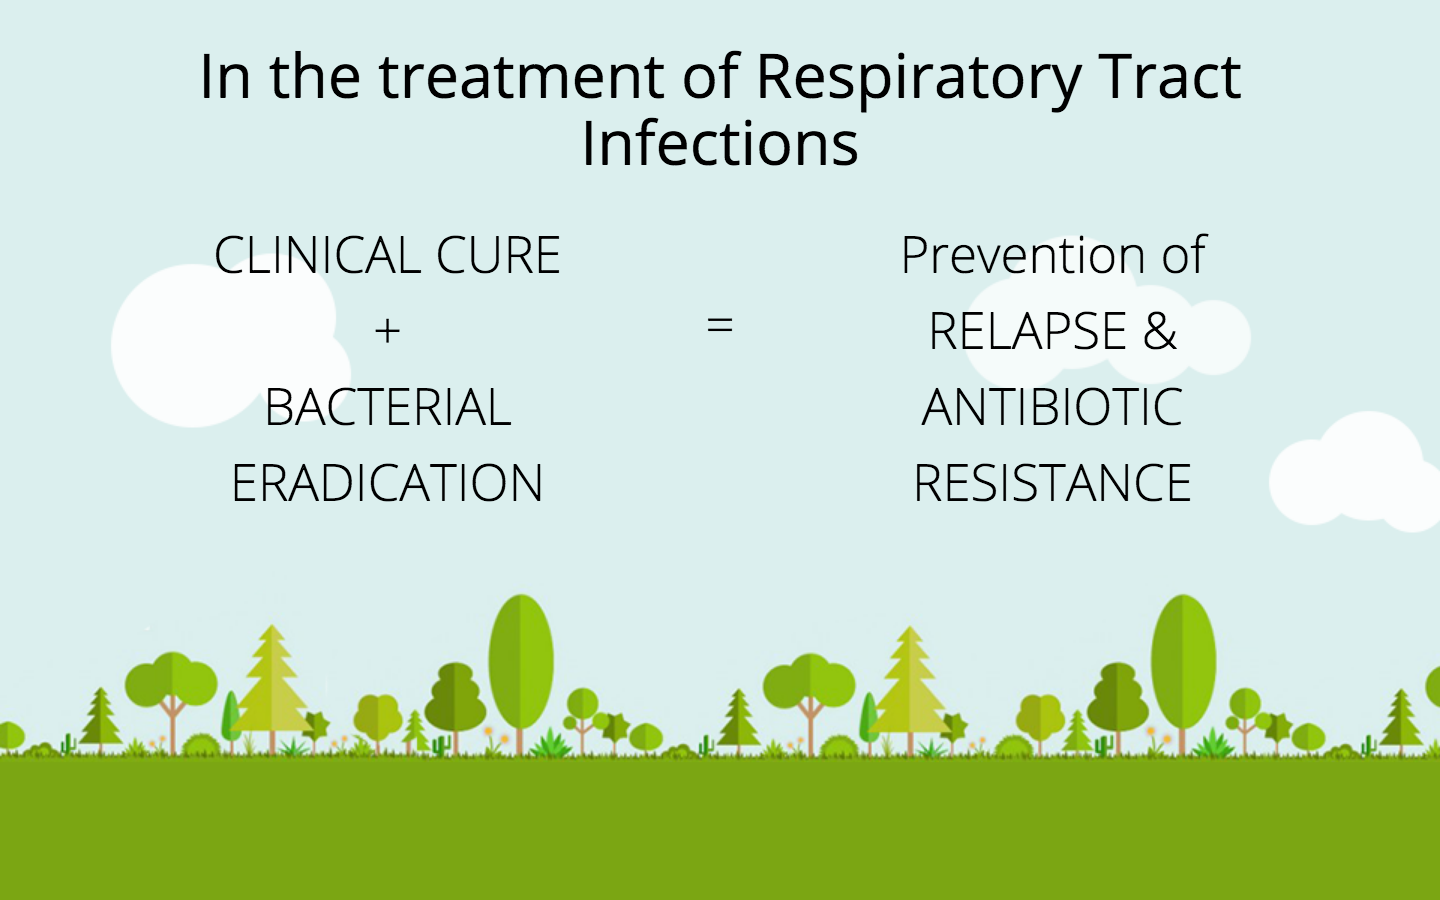 In the treatment of Respiratory Tract
Infections
CLINICAL CURE
+
BACTERIAL
ERADICATION
=
Prevention of
RELAPSE &
ANTIBIOTIC
RESISTANCE